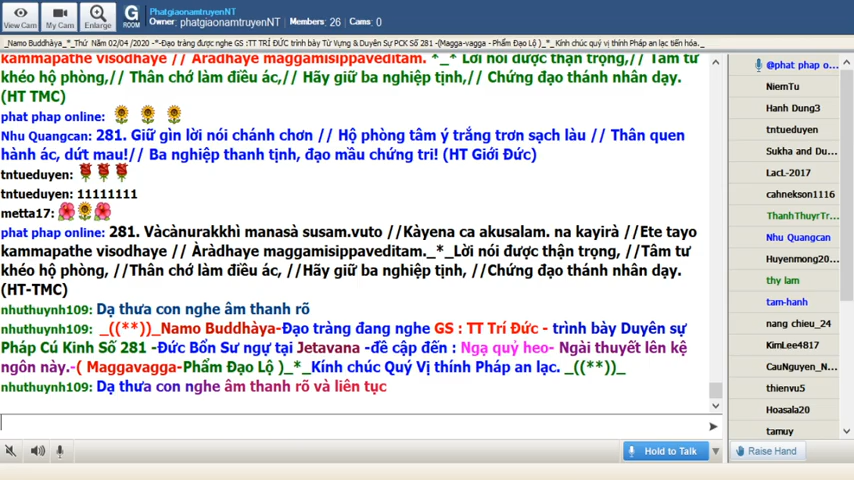 PhatgiaonamtruyenNT
Owner: phatgiaonamtruyenNT | Members: 26 | Cams: 0
View Cam
My Cam
Enlarge
G
ROOM
_Namo Buddhàya_*_Thứ Năm 02/04 /2020 -*-Đạo tràng được nghe GS :TT TRÍ ĐỨC trình bày Từ Vựng & Duyên Sự PCK Số 281 -(Magga-vagga - Phẩm Đạo Lộ )_*_ Kính chúc quý vị thính Pháp an lạc tiến hóa._
kammapathe visodhaye // Àràdhaye maggamisippaveditam. *_* Lời nói được thận trọng,// Tâm tư
khéo hộ phòng,// Thân chớ làm điều ác,// Hãy giữ ba nghiệp tịnh,// Chứng đạo thánh nhân dạy.
(HT TMC)
phat phap online:
Nhu Quangcan: 281. Giữ gìn lời nói chánh chơn // Hộ phòng tâm ý trắng trơn sạch làu // Thân quen
hành ác, dứt mau!// Ba nghiệp thanh tịnh, đạo mầu chứng tri! (HT Giới Đức)
tntueduyen:
tntueduyen: 11111111
metta17:
phat phap online: 281. Vàcànurakkhì manasà susam.vuto //Kàyena ca akusalam. na kayirà //Ete tayo
kammapathe visodhaye // Àràdhaye maggamisippaveditam._*_Lời nói được thận trọng, //Tâm tư
khéo hộ phòng, //Thân chớ làm điều ác, //Hãy giữ ba nghiệp tịnh, //Chứng đạo thánh nhân dạy.
(HT-TMC)
nhuthuynh109: Dạ thưa con nghe âm thanh rõ
nhuthuynh109: _((**))_Namo Buddhàya-Đạo tràng đang nghe GS : TT Trí Đức - trình bày Duyên sự
Pháp Cú Kinh Số 281 -Đức Bổn Sư ngự tại Jetavana -đề cập đến : Ngạ quỷ heo- Ngài thuyết lên kệ
ngôn này.-( Maggavagga-Phẩm Đạo Lộ )_*_Kính chúc Quý Vị thính Pháp an lạc. _((**))_
nhuthuynh109: Dạ thưa con nghe âm thanh rõ và liên tục
Hold to Talk
@phat phap o...
NiemTu
Hanh Dung3
tntueduyen
Sukha and Du...
LacL-2017
cahnekson1116
ThanhThuyrTr...
Nhu Quangcan
Huyenmong20...
thy lam
tam-hanh
nang chieu_24
KimLee4817
CauNguyen_N...
thienvu5
Hoasala20
tamuy
Raise Hand